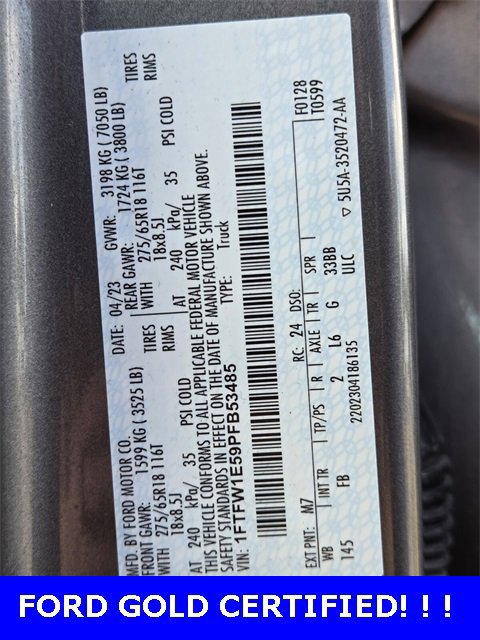 MFD. BY FORD MOTOR CO.
DATE: 04/23 GVWR: 3198 KG ( 7050 LB)
FRONT GAWR: 1599 KG ( 3525 LB) REAR GAWR: 1724 KG ( 3800 LB)
WITH 275/65R18 116T TIRES WITH 275/65R18 116T TIRES
18x8.5J RIMS 18x8.5J RIMS
AT 240 kPa/ 35 PSI COLD AT 240 kPa/ 35 PSI COLD
THIS VEHICLE CONFORMS TO ALL APPLICABLE FEDERAL MOTOR VEHICLE
SAFETY STANDARDS IN EFFECT ON THE DATE OF MANUFACTURE SHOWN ABOVE.
1FTFW1E59PFB53485 TYPE: Truck
F0128
T0599
EXT PNT: M7 RC: 24 DSO:
WB INT TR TP/PS R AXLE TR SPR
145 FB 2 L6 G 33BB
ULC
2202304186135 ▽ 5U5A-3520472-AA
FORD GOLD CERTIFIED! ! !